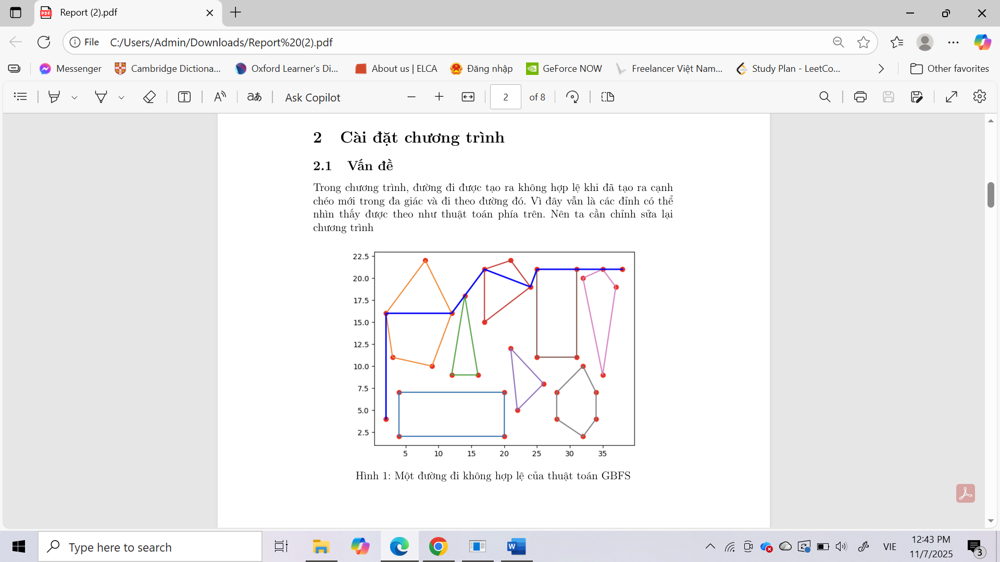 Report (2).pdf
File C:/Users/Admin/Downloads/Report%20(2).pdf
Messenger Cambridge Dictiona... Oxford Learner's Di... About us | ELCA Đăng nhập GeForce NOW Freelancer Việt Nam... Study Plan - LeetCo... Other favorites
Ask Copilot 2 of 8
2 Cài đặt chương trình
2.1 Vấn đề
Trong chương trình, đường đi được tạo ra không hợp lệ khi đã tạo ra cạnh
chéo mới trong đa giác và đi theo đường đó. Vì đây vẫn là các đỉnh có thể
nhìn thấy được theo như thuật toán phía trên. Nên ta cần chỉnh sửa lại
chương trình
22.5
20.0
17.5
15.0
12.5
10.0
7.5
5.0
2.5
5 10 15 20 25 30 35
Hình 1: Một đường đi không hợp lệ của thuật toán GBFS
Type here to search
VIE
12:43 PM
11/7/2025
3